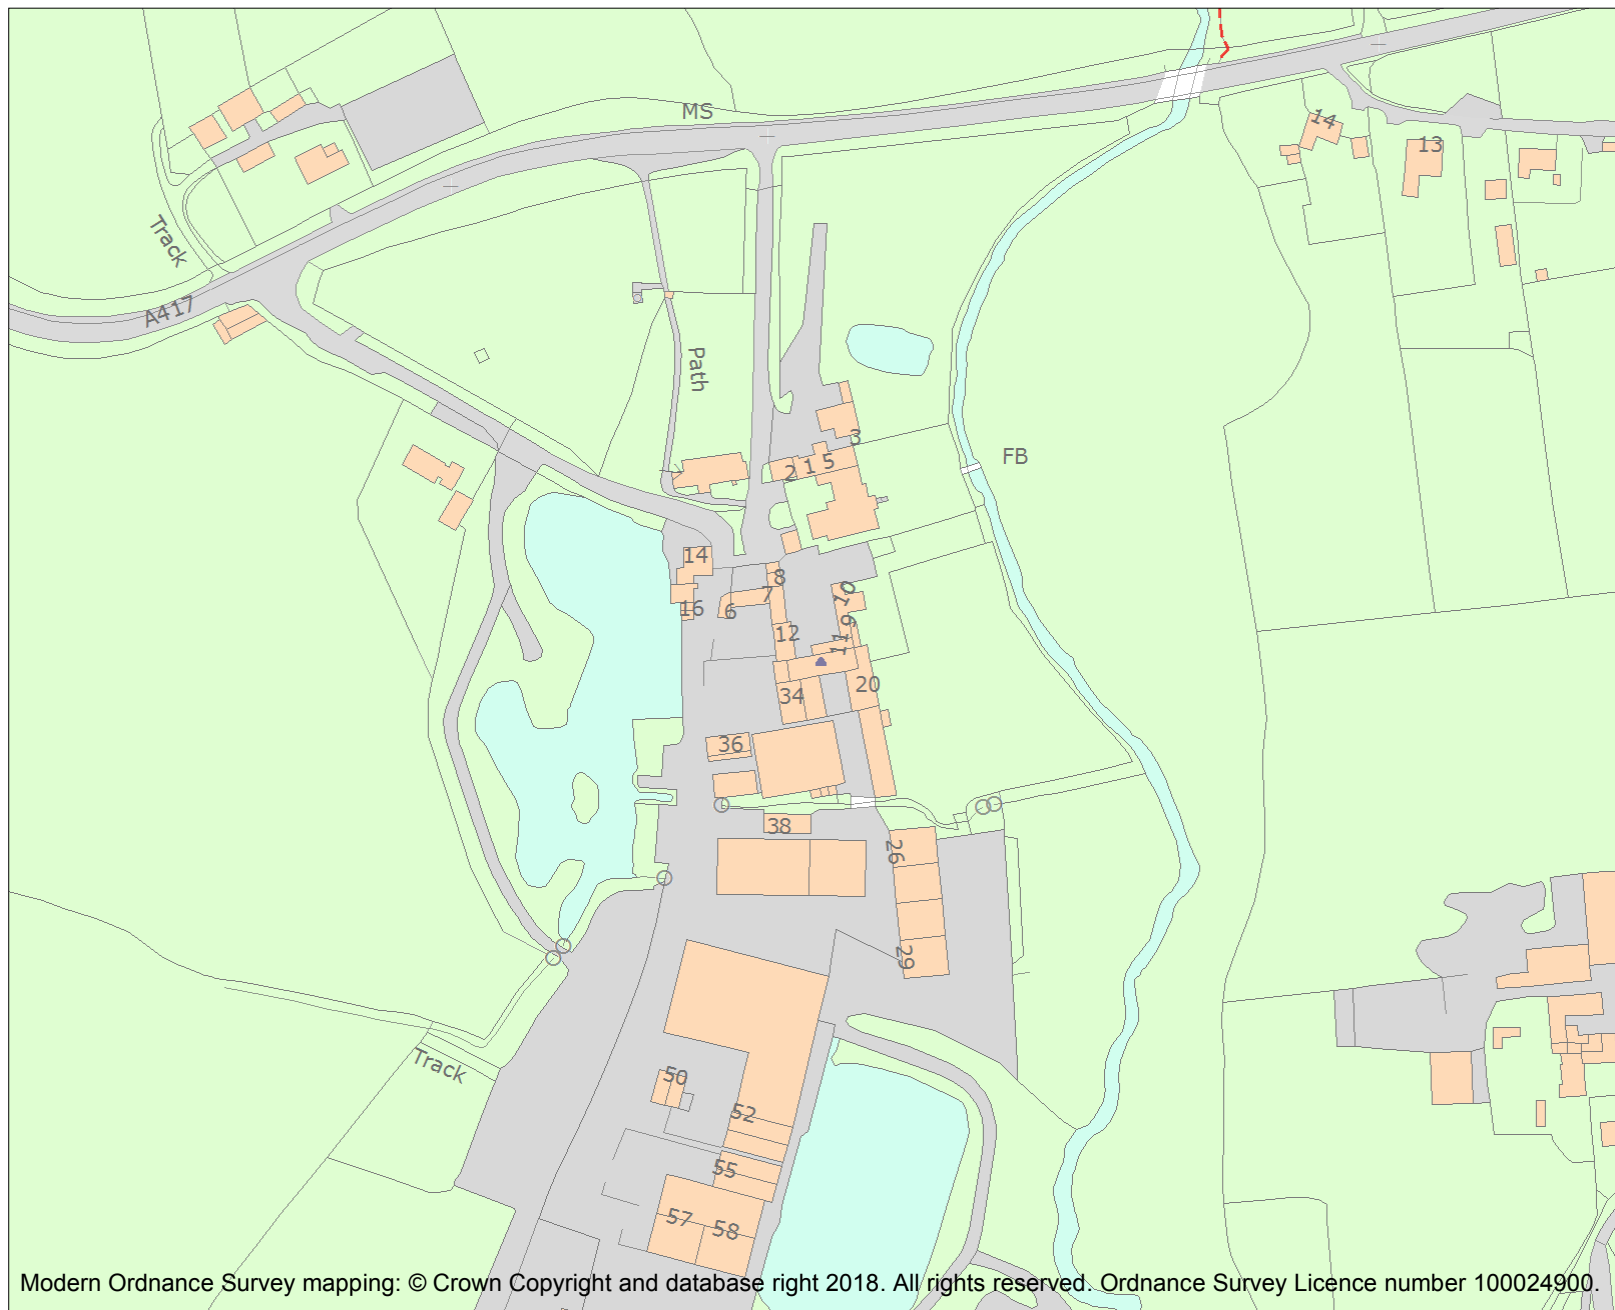 MS
14
13
Track
A417
Path
3
2 1 5
FB
14
8
7
10
16
6
9
12
11
20
34
36
38
26
29
Track
50
52
55
57
58
Modern Ordnance Survey mapping: © Crown Copyright and database right 2018. All rights reserved. Ordnance Survey Licence number 100024900.